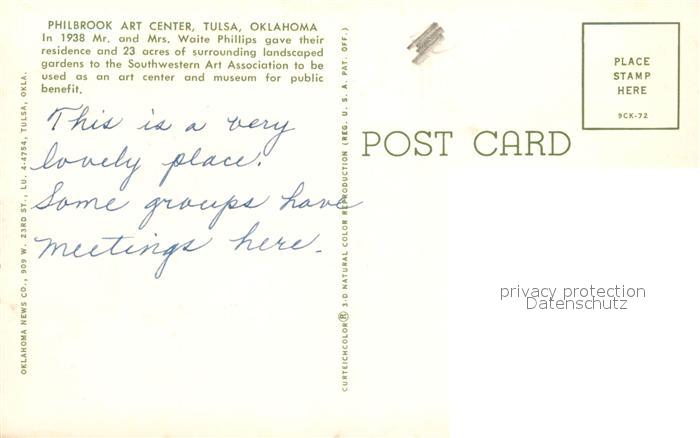 PHILBROOK ART CENTER, TULSA, OKLAHOMA
In 1938 Mr. and Mrs. Waite Phillips gave their
residence and 23 acres of surrounding landscaped
gardens to the Southwestern Art Association to be
used as an art center and museum for public
benefit.
This is a very
lovely place.
Some groups have
meetings here.
OKLAHOMA NEWS CO., 909 W. 23RD ST., LU. 4-4754, TULSA, OKLA.
CURTEICHCOLOR® 3-D NATURAL COLOR REPRODUCTION (REG. U. S. A. PAT. OFF.)
POST CARD
PLACE
STAMP
HERE
9CK-72
privacy protection
Datenschutz